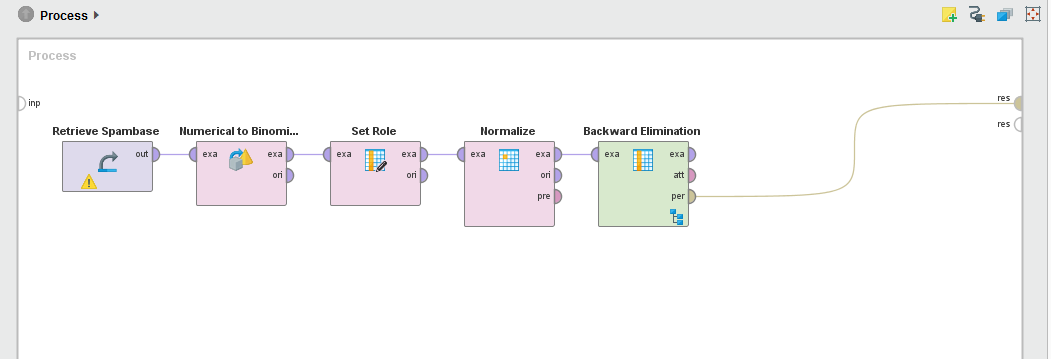 Process
Process
inp
res
res
Retrieve Spambase
Numerical to Binomi...
Set Role
Normalize
Backward Elimination
out
exa
exa
ori
exa
exa
ori
exa
exa
ori
pre
exa
exa
att
per